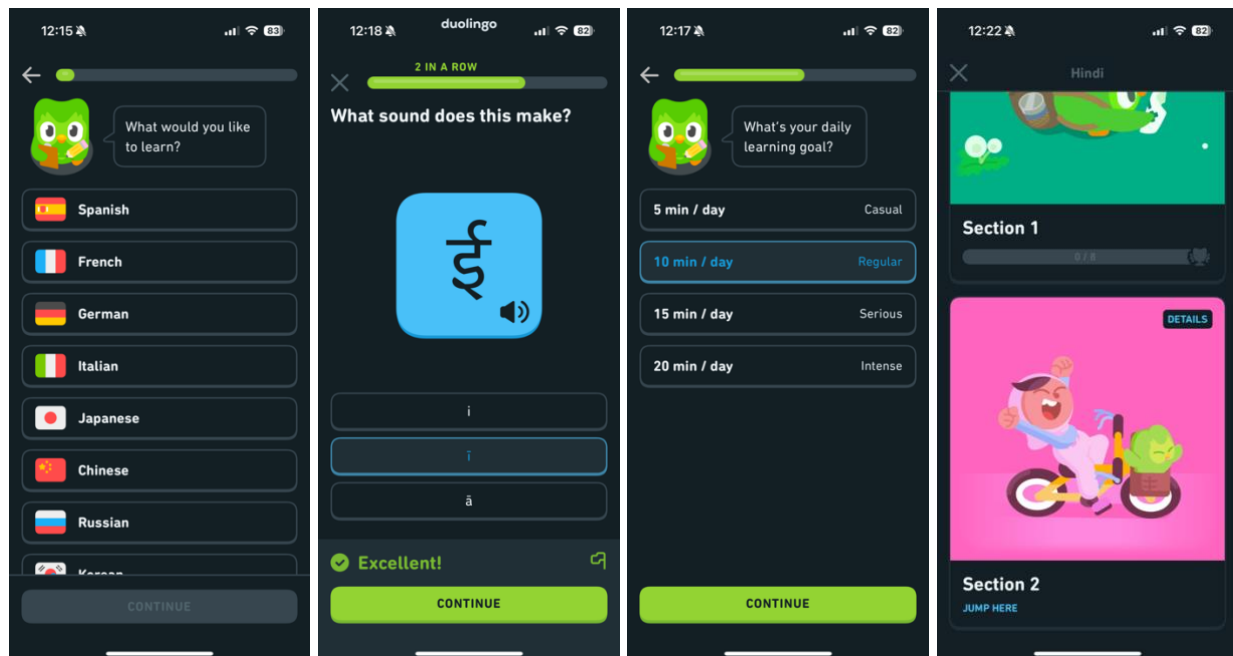 12:15
83
What would you like
to learn?
Spanish
French
German
Italian
Japanese
Chinese
Russian
Korean
CONTINUE
12:18
duolingo
82
2 IN A ROW
What sound does this make?
ई
i
ī
ā
Excellent!
CONTINUE
12:17
82
What's your daily
learning goal?
5 min / day Casual
10 min / day Regular
15 min / day Serious
20 min / day Intense
CONTINUE
12:22
82
Hindi
Section 1
0 / 8
DETAILS
Section 2
JUMP HERE